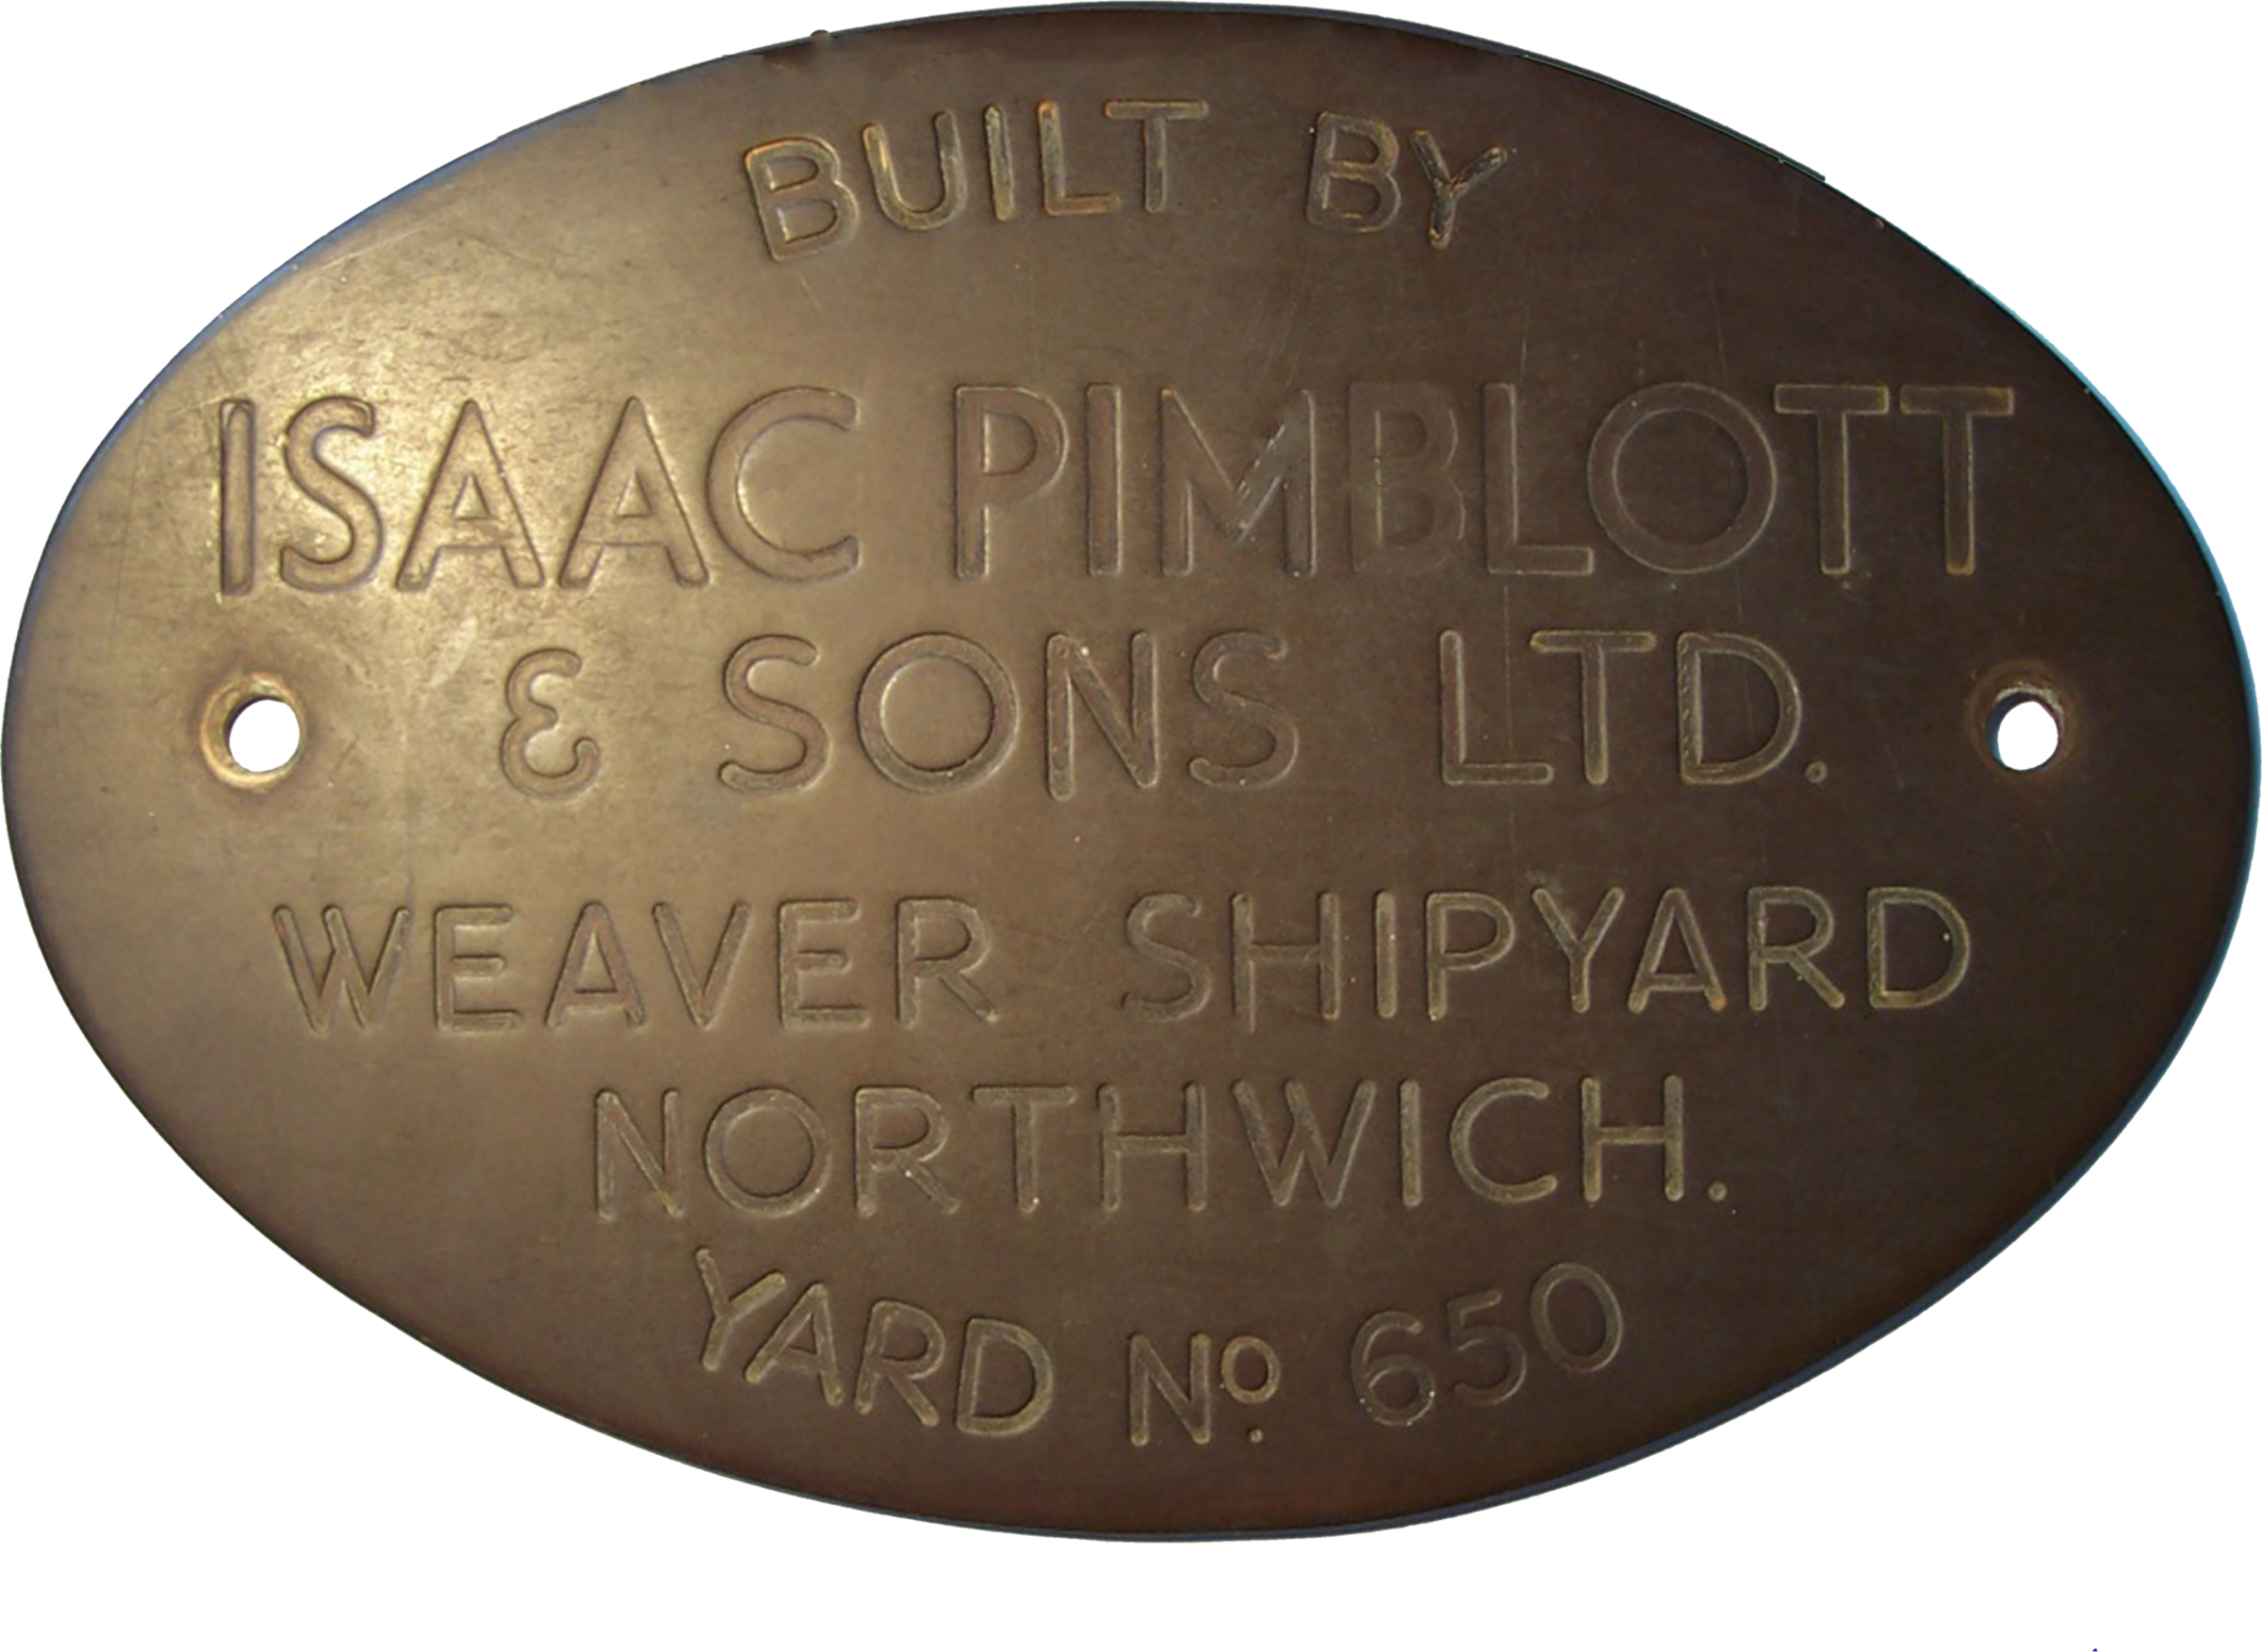 BUILT BY
ISAAC PIMBLOTT
& SONS LTD.
WEAVER SHIPYARD
NORTHWICH.
YARD Nº. 650